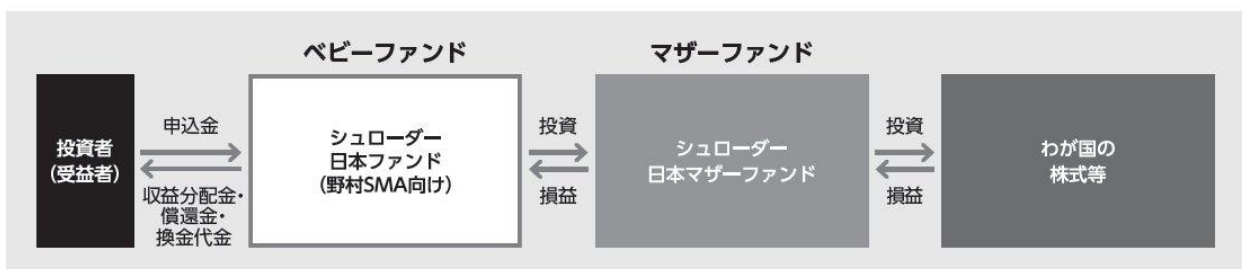 ベビーファンド
マザーファンド
投資者
(受益者)
申込金
収益分配金・
償還金・
換金代金
シュローダー
日本ファンド
(野村SMA向け)
投資
損益
シュローダー
日本マザーファンド
投資
損益
わが国の
株式等